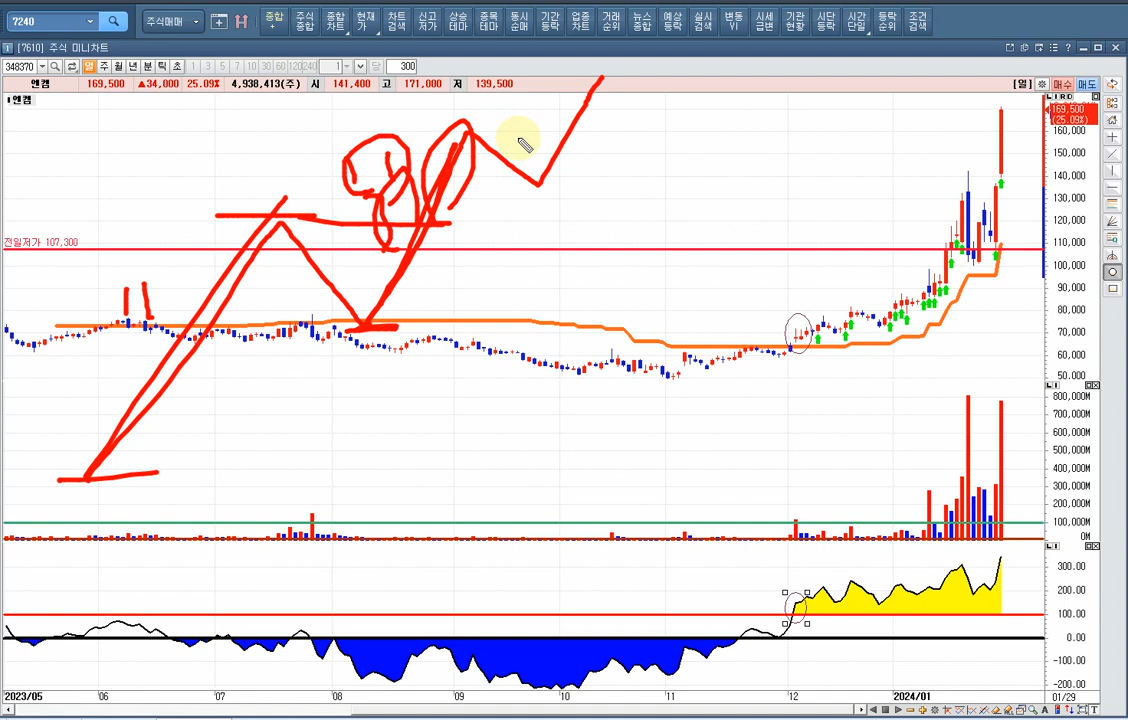 7240 주식매매 종합 + 주식 종합 종합 차트 현재 가 차트 검색 신고 저가 상승 테마 종목 테마 동시 순매 기간 등락 업종 차트 거래 순위 뉴스 종합 예상 등락 실시 검색 변동 VI 시세 급변 기관 현황 시단 등락 시간 단일 등락 순위 조건 검색
1 [7610] 주식 미니차트
348370 일 주 월 년 분 틱 초 1 3 5 10 30 60 120 240 1 당 300
엔켐 169,500 ▲34,000 25.09% 4,938,413(주) 시 141,400 고 171,000 저 139,500 [일] 매수 매도
엔켐 L I R D
169,500
(25.09%)
160,000
150,000
140,000
130,000
120,000
110,000
전일저가 107,300
100,000
90,000
80,000
70,000
60,000
50,000
800,000M
700,000M
600,000M
500,000M
400,000M
300,000M
200,000M
100,000M
0M
300.00
200.00
100.00
0.00
-100.00
-200.00
2023/05 06 07 08 09 10 11 12 2024/01 01/29